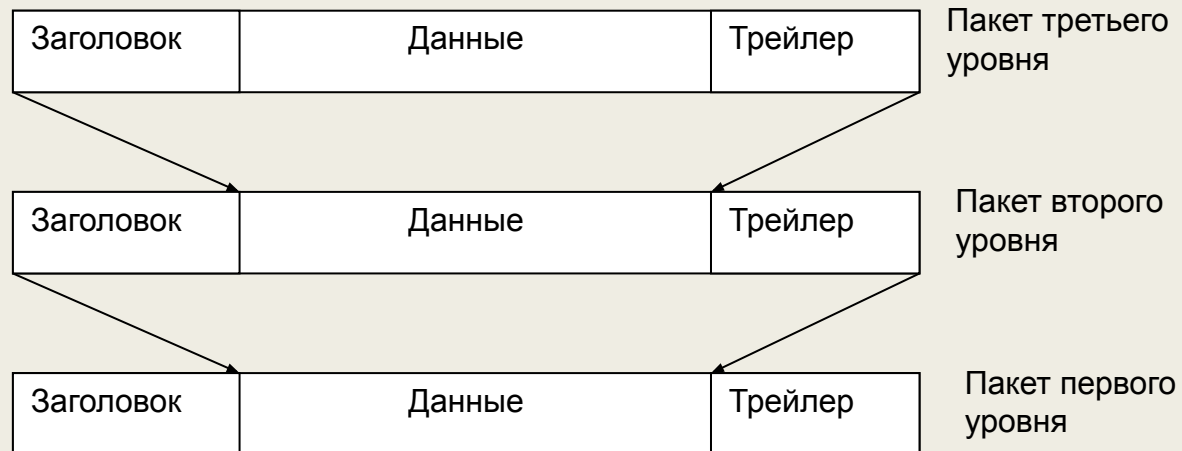 Заголовок Данные Трейлер Пакет третьего
уровня
Заголовок Данные Трейлер Пакет второго
уровня
Заголовок Данные Трейлер Пакет первого
уровня